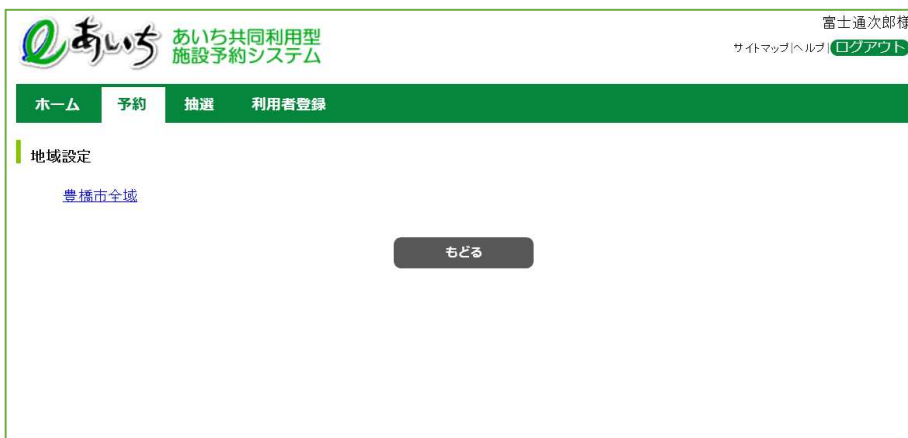 eあいち
あいち共同利用型
施設予約システム
富士通次郎様
サイトマップ|ヘルプ|ログアウト
ホーム 予約 抽選 利用者登録
地域設定
豊橋市全域
もどる